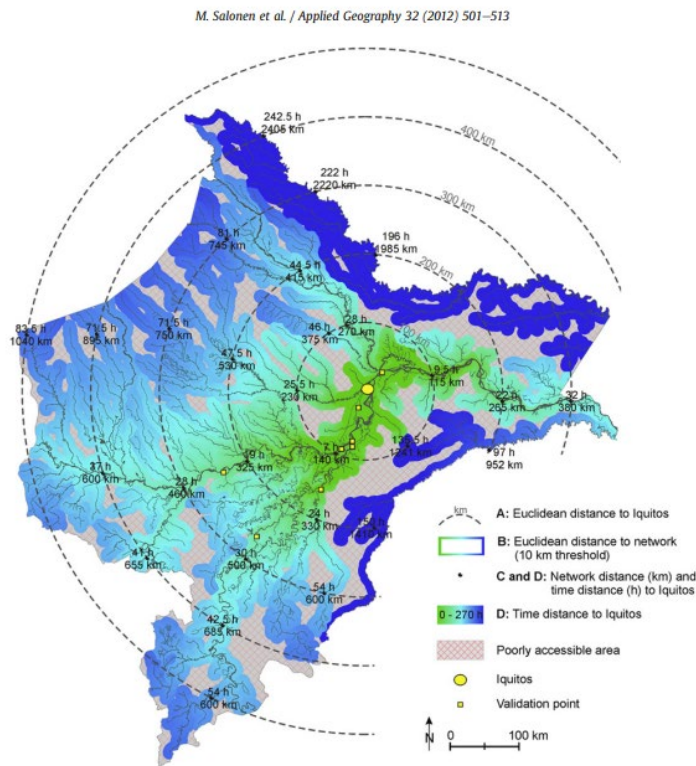 M. Salonen et al. / Applied Geography 32 (2012) 501–513
242.5 h
2405 km
400 km
222 h
2220 km
300 km
81 h
745 km
196 h
1985 km
200 km
44.5 h
415 km
83.5 h
1040 km
71.5 h
895 km
71.5 h
750 km
46 h
375 km
28 h
270 km
100 km
47.5 h
530 km
9.5 h
115 km
25.5 h
230 km
22 h
265 km
32 h
380 km
7 h
140 km
97 h
952 km
19 h
325 km
37 h
600 km
28 h
460 km
24 h
330 km
41 h
655 km
30 h
500 km
54 h
600 km
42.5 h
685 km
54 h
600 km
km
A: Euclidean distance to Iquitos
B: Euclidean distance to network
(10 km threshold)
C and D: Network distance (km) and
time distance (h) to Iquitos
0 - 270 h
D: Time distance to Iquitos
Poorly accessible area
Iquitos
Validation point
N
0 100 km